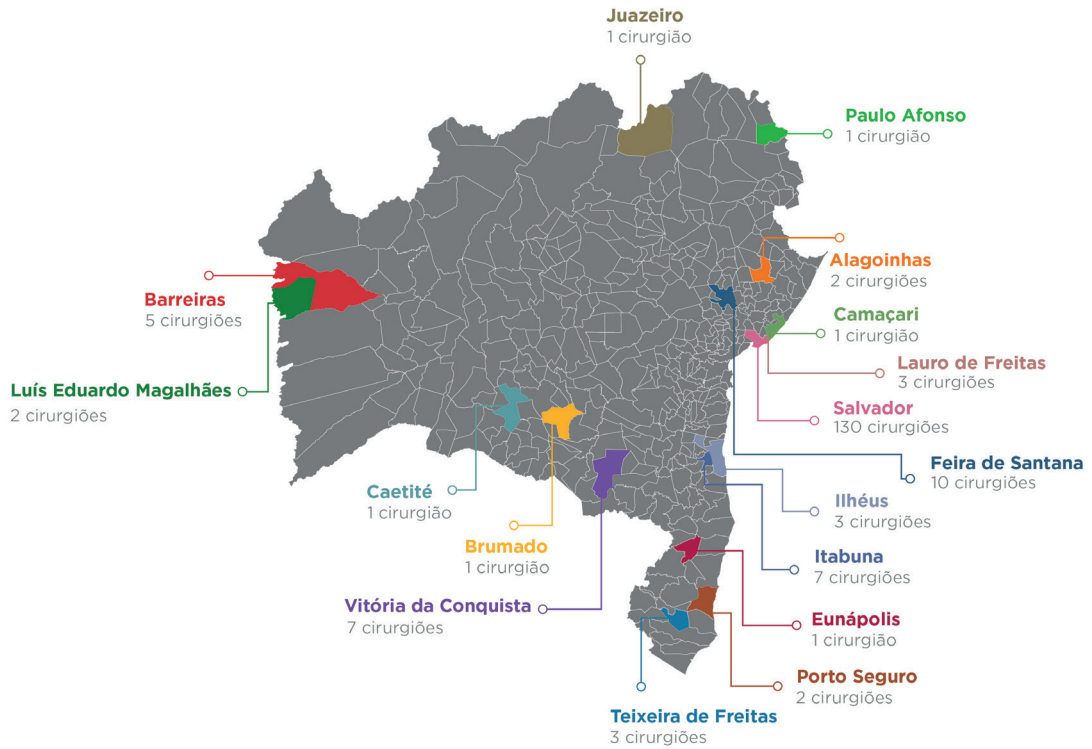 Juazeiro
1 cirurgião
Paulo Afonso
1 cirurgião
Alagoinhas
2 cirurgiões
Barreiras
5 cirurgiões
Camaçari
1 cirurgião
Lauro de Freitas
3 cirurgiões
Luís Eduardo Magalhães
2 cirurgiões
Salvador
130 cirurgiões
Feira de Santana
10 cirurgiões
Caetité
1 cirurgião
Ilhéus
3 cirurgiões
Brumado
1 cirurgião
Itabuna
7 cirurgiões
Vitória da Conquista
7 cirurgiões
Eunápolis
1 cirurgião
Porto Seguro
2 cirurgiões
Teixeira de Freitas
3 cirurgiões